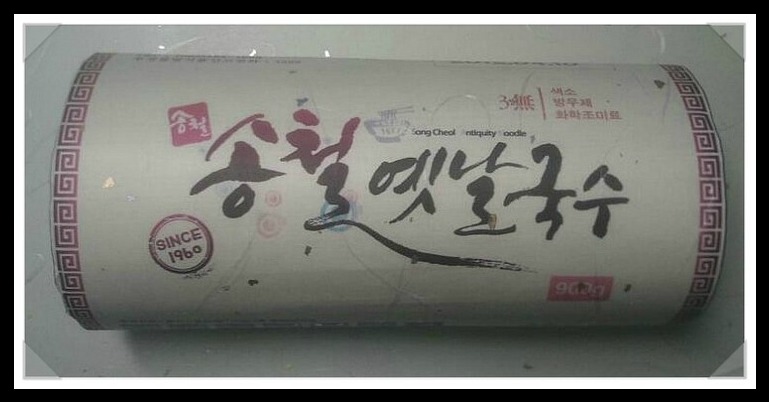 색소
3無 방부제
화학조미료
송철
Song Cheol Antiquity Noodle
송철옛날국수
SINCE
1960
900g